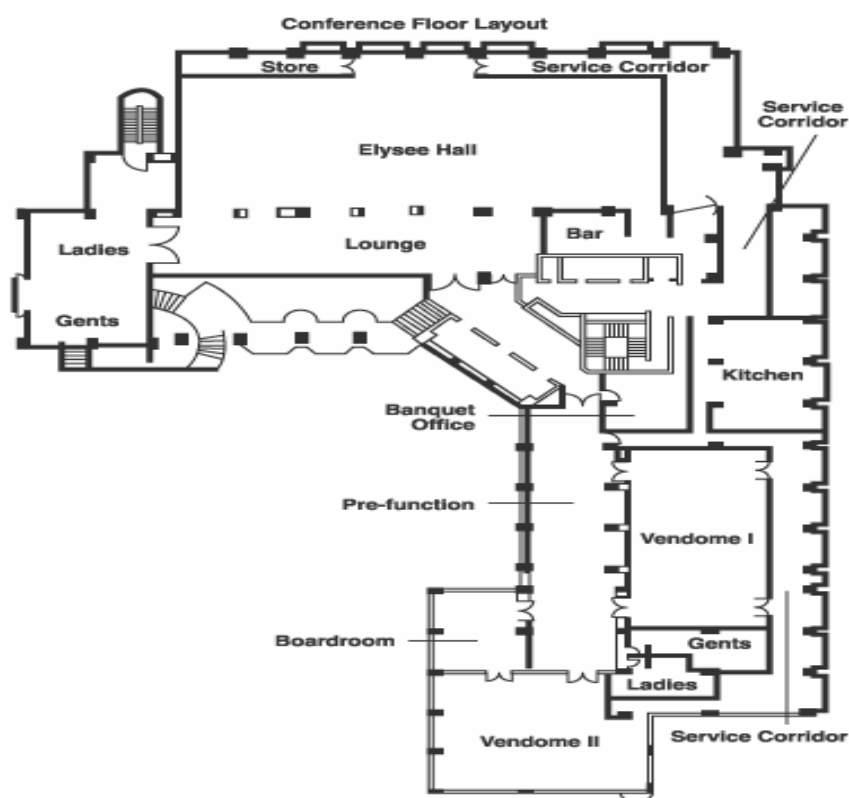 Conference Floor Layout
Store
Service Corridor
Service
Corridor
Elysee Hall
Bar
Lounge
Ladies
Gents
Kitchen
Banquet
Office
Pre-function
Vendome I
Boardroom
Gents
Ladies
Service Corridor
Vendome II